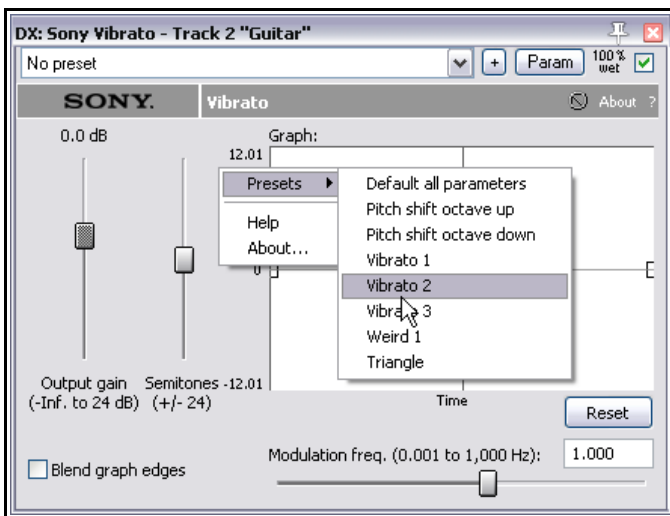 DX: Sony Vibrato - Track 2 "Guitar"
No preset
+
Param
100 %
wet
SONY.
Vibrato
About ?
0.0 dB
Graph:
12.01
Presets
Help
About...
Default all parameters
Pitch shift octave up
Pitch shift octave down
Vibrato 1
Vibrato 2
Vibrato 3
Weird 1
Triangle
0
-12.01
Output gain
(-Inf. to 24 dB)
Semitones
(+/- 24)
Time
Reset
Blend graph edges
Modulation freq. (0.001 to 1,000 Hz):
1.000